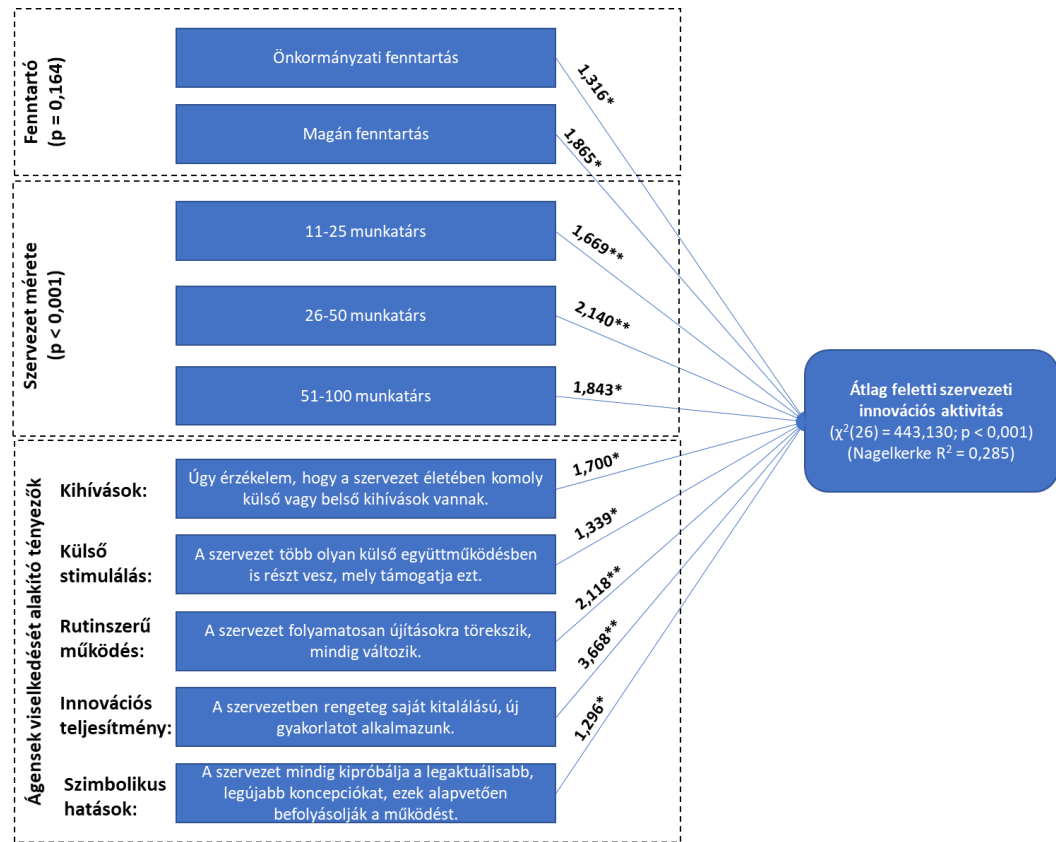 Fenntartó
(p = 0,164)
Önkormányzati fenntartás
1,316*
Magán fenntartás
1,865*
Szervezet mérete
(p < 0,001)
11-25 munkatárs
1,669**
26-50 munkatárs
2,140**
51-100 munkatárs
1,843*
Átlag feletti szervezeti
innovációs aktivitás
(χ²(26) = 443,130; p < 0,001)
(Nagelkerke R² = 0,285)
Ágensek viselkedését alakító tényezők
Kihívások:
Úgy érzékelem, hogy a szervezet életében komoly
külső vagy belső kihívások vannak.
1,700*
Külső
stimulálás:
A szervezet több olyan külső együttműködésben
is részt vesz, mely támogatja ezt.
1,339*
Rutinszerű
működés:
A szervezet folyamatosan újításokra törekszik,
mindig változik.
2,118**
Innovációs
teljesítmény:
A szervezetben rengeteg saját kitalálású, új
gyakorlatot alkalmazunk.
3,668**
Szimbolikus
hatások:
A szervezet mindig kipróbálja a legaktuálisabb,
legújabb koncepciókat, ezek alapvetően
befolyásolják a működést.
1,296*